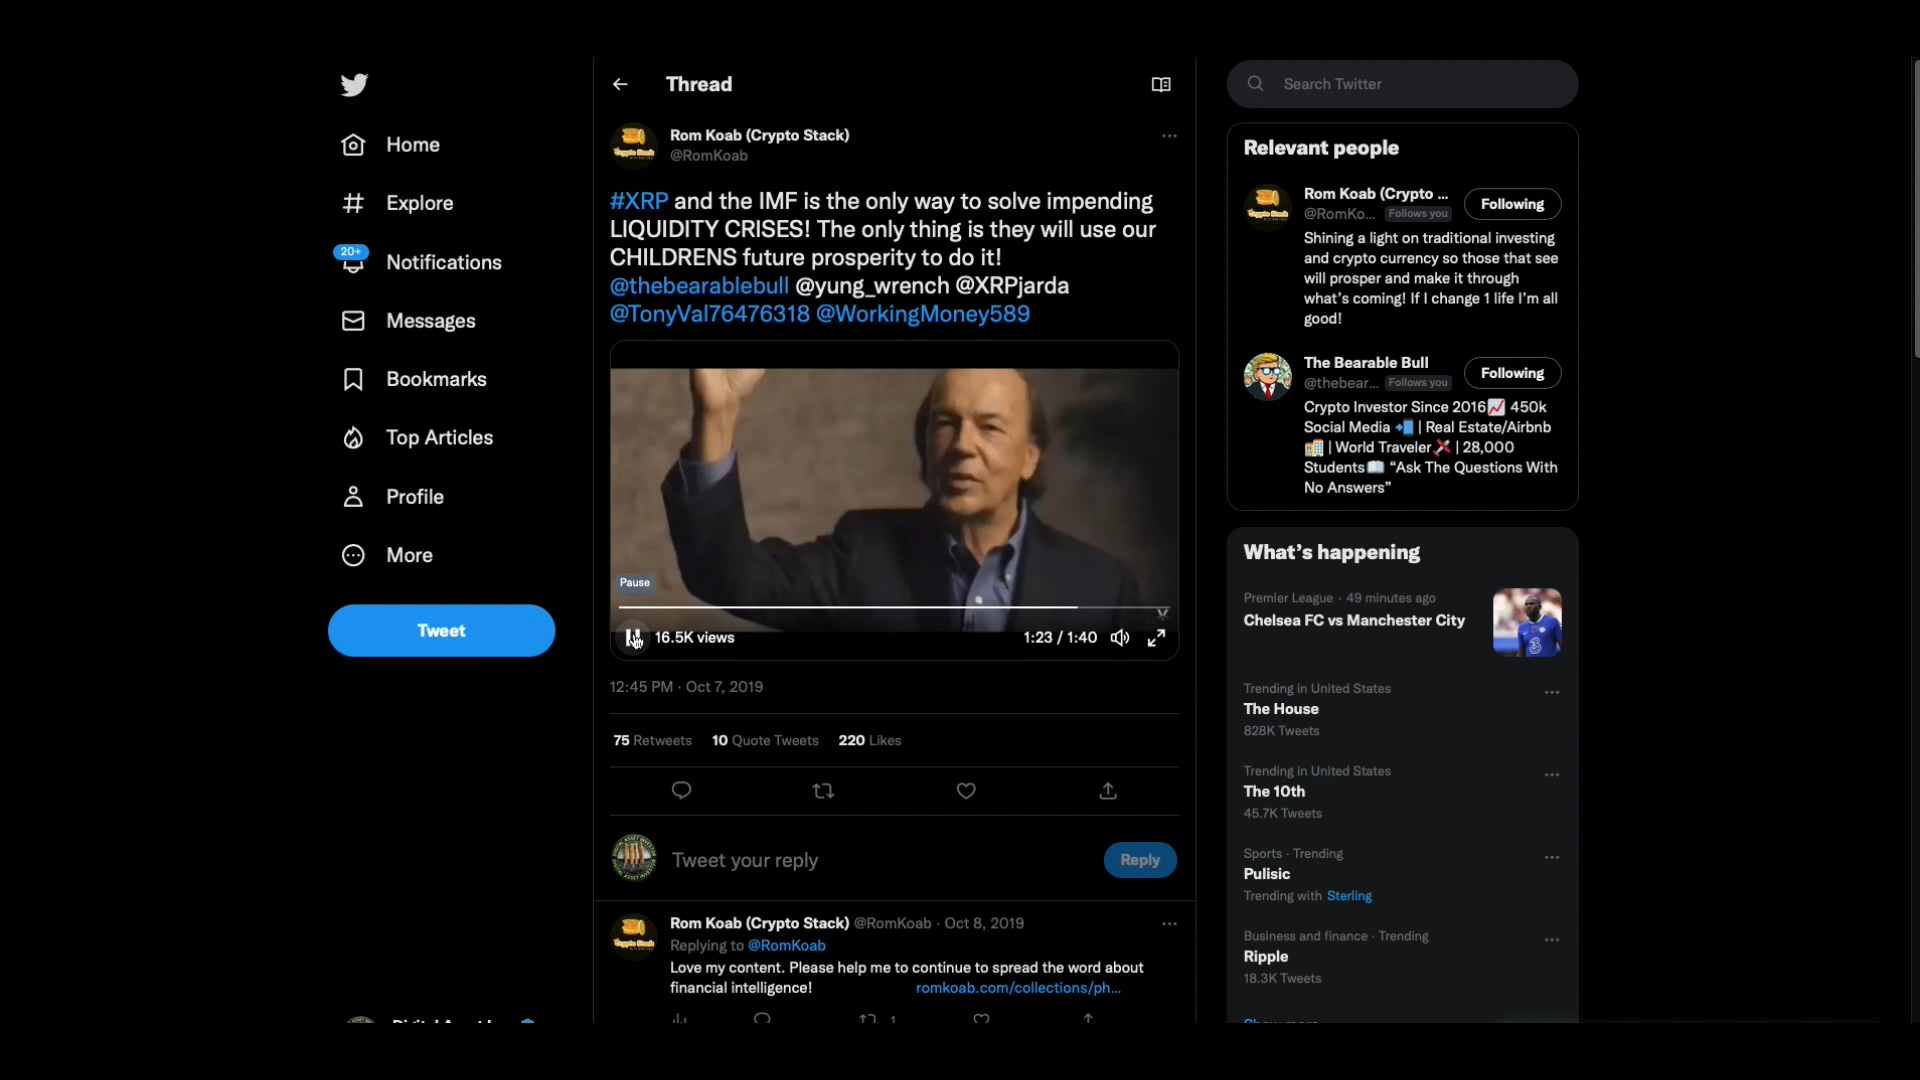 Home
Explore
20+
Notifications
Messages
Bookmarks
Top Articles
Profile
More
Tweet
Thread
Rom Koab (Crypto Stack)
@RomKoab
#XRP and the IMF is the only way to solve impending
LIQUIDITY CRISES! The only thing is they will use our
CHILDRENS future prosperity to do it!
@thebearablebull @yung_wrench @XRPjarda
@TonyVal76476318 @WorkingMoney589
Pause
16.5K views
1:23 / 1:40
12:45 PM · Oct 7, 2019
75 Retweets 10 Quote Tweets 220 Likes
Tweet your reply
Reply
Rom Koab (Crypto Stack) @RomKoab · Oct 8, 2019
Replying to @RomKoab
Love my content. Please help me to continue to spread the word about
financial intelligence! romkoab.com/collections/ph...
1
Search Twitter
Relevant people
Rom Koab (Crypto ...
@RomKo... Follows you
Following
Shining a light on traditional investing
and crypto currency so those that see
will prosper and make it through
what's coming! If I change 1 life I'm all
good!
The Bearable Bull
@thebear... Follows you
Following
Crypto Investor Since 2016📈 450k
Social Media 📲 | Real Estate/Airbnb
🏨 | World Traveler✈ | 28,000
Students📖 “Ask The Questions With
No Answers”
What's happening
Premier League · 49 minutes ago
Chelsea FC vs Manchester City
Trending in United States
The House
828K Tweets
Trending in United States
The 10th
45.7K Tweets
Sports · Trending
Pulisic
Trending with Sterling
Business and finance · Trending
Ripple
18.3K Tweets